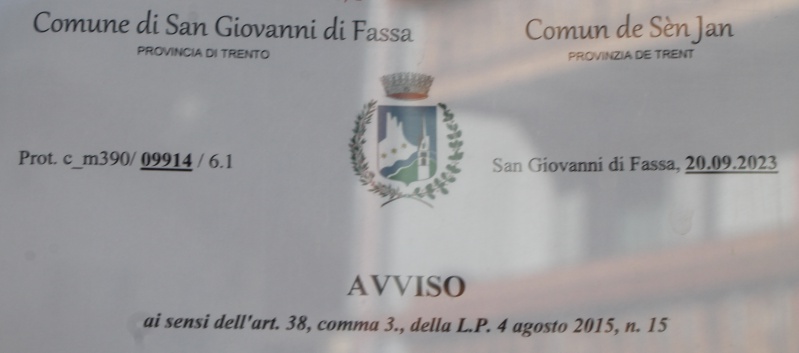 Comune di San Giovanni di Fassa Comun de Sèn Jan
PROVINCIA DI TRENTO PROVINZIA DE TRENT
Prot. c_m390/ 09914 / 6.1 San Giovanni di Fassa, 20.09.2023
AVVISO
ai sensi dell'art. 38, comma 3., della L.P. 4 agosto 2015, n. 15